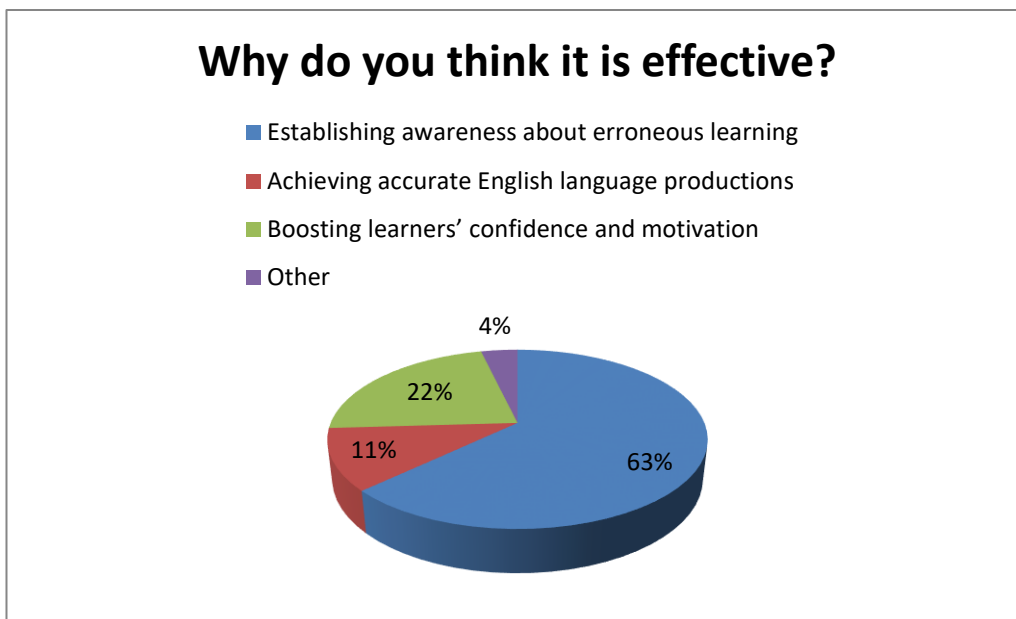 Why do you think it is effective?
Establishing awareness about erroneous learning
Achieving accurate English language productions
Boosting learners’ confidence and motivation
Other
4%
22%
11%
63%